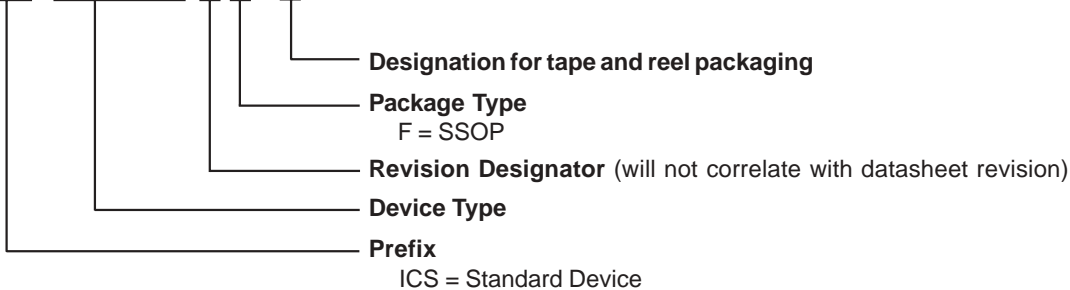 Designation for tape and reel packaging
Package Type
F = SSOP
Revision Designator (will not correlate with datasheet revision)
Device Type
Prefix
ICS = Standard Device